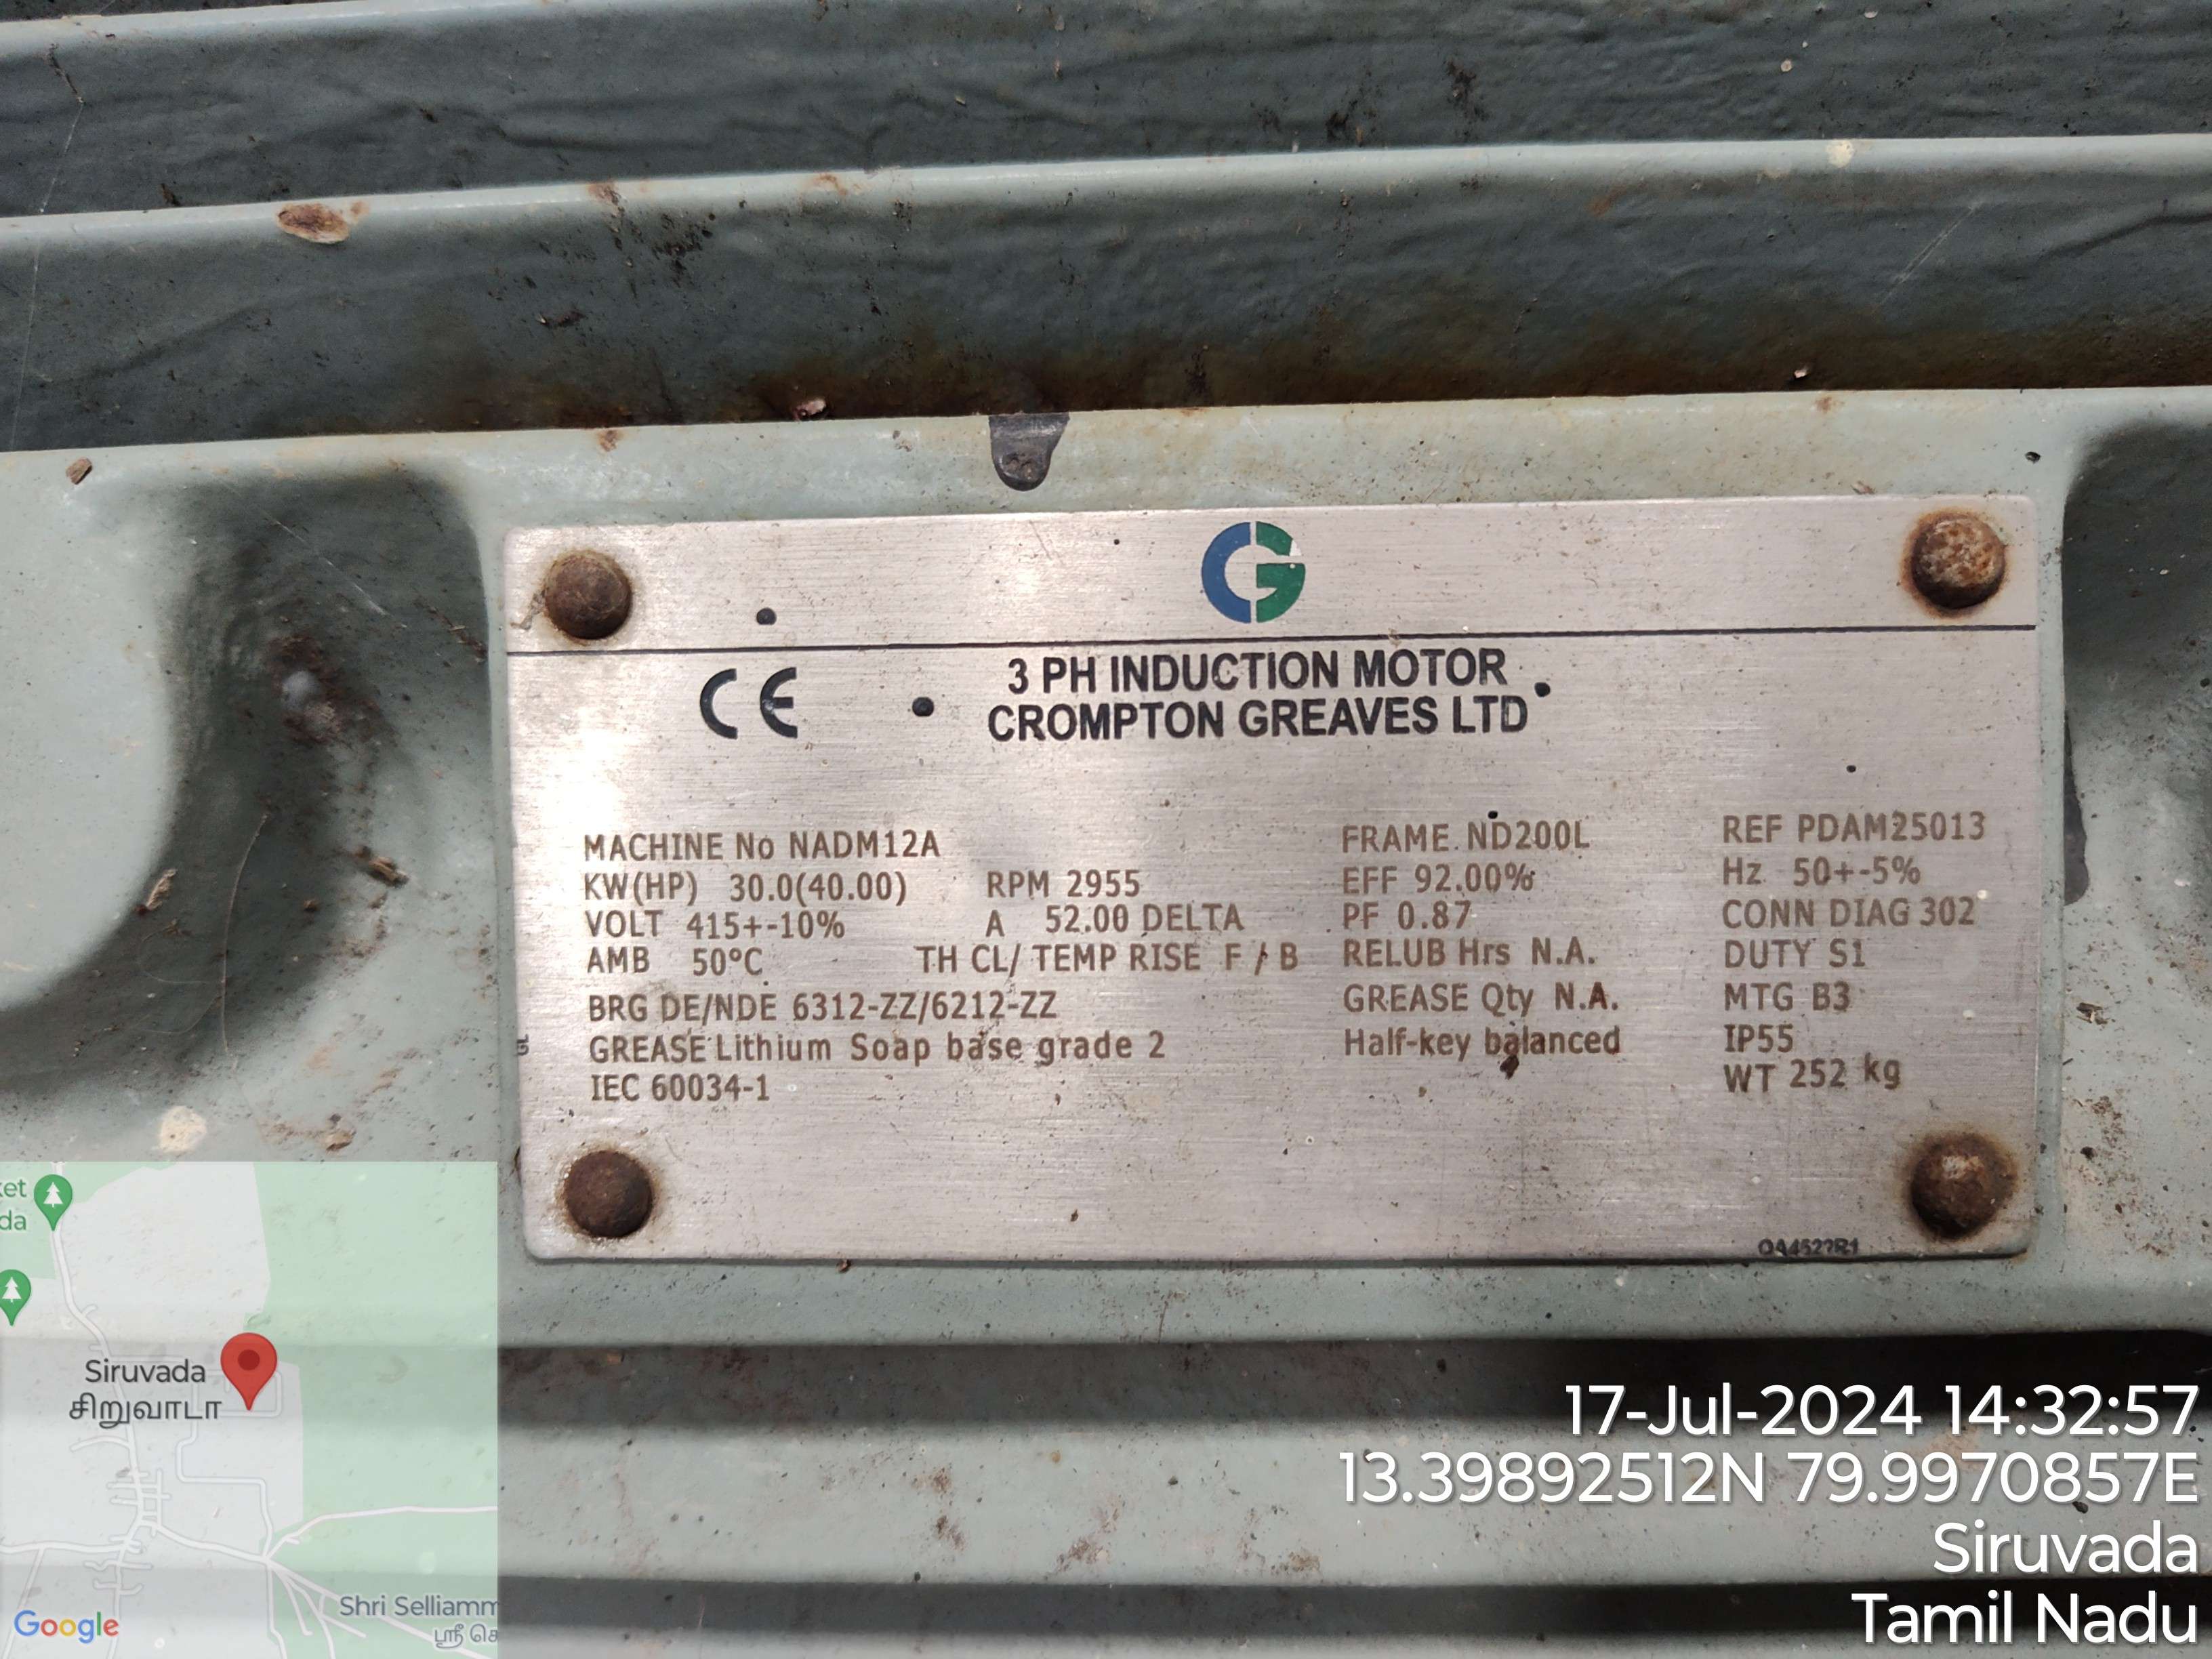 CG
CE
3 PH INDUCTION MOTOR
CROMPTON GREAVES LTD
MACHINE No NADM12A
FRAME ND200L
REF PDAM25013
KW(HP) 30.0(40.00)
RPM 2955
EFF 92.00%
Hz 50+-5%
VOLT 415+-10%
A 52.00 DELTA
PF 0.87
CONN DIAG 302
AMB 50°C
TH CL/ TEMP RISE F / B
RELUB Hrs N.A.
DUTY S1
BRG DE/NDE 6312-ZZ/6212-ZZ
GREASE Qty N.A.
MTG B3
GREASE Lithium Soap base grade 2
Half-key balanced
IP55
IEC 60034-1
WT 252 kg
Siruvada
சிறுவாடா
Shri Selliamm
ஸ்ரீ செ
Google
17-Jul-2024 14:32:57
13.39892512N 79.9970857E
Siruvada
Tamil Nadu